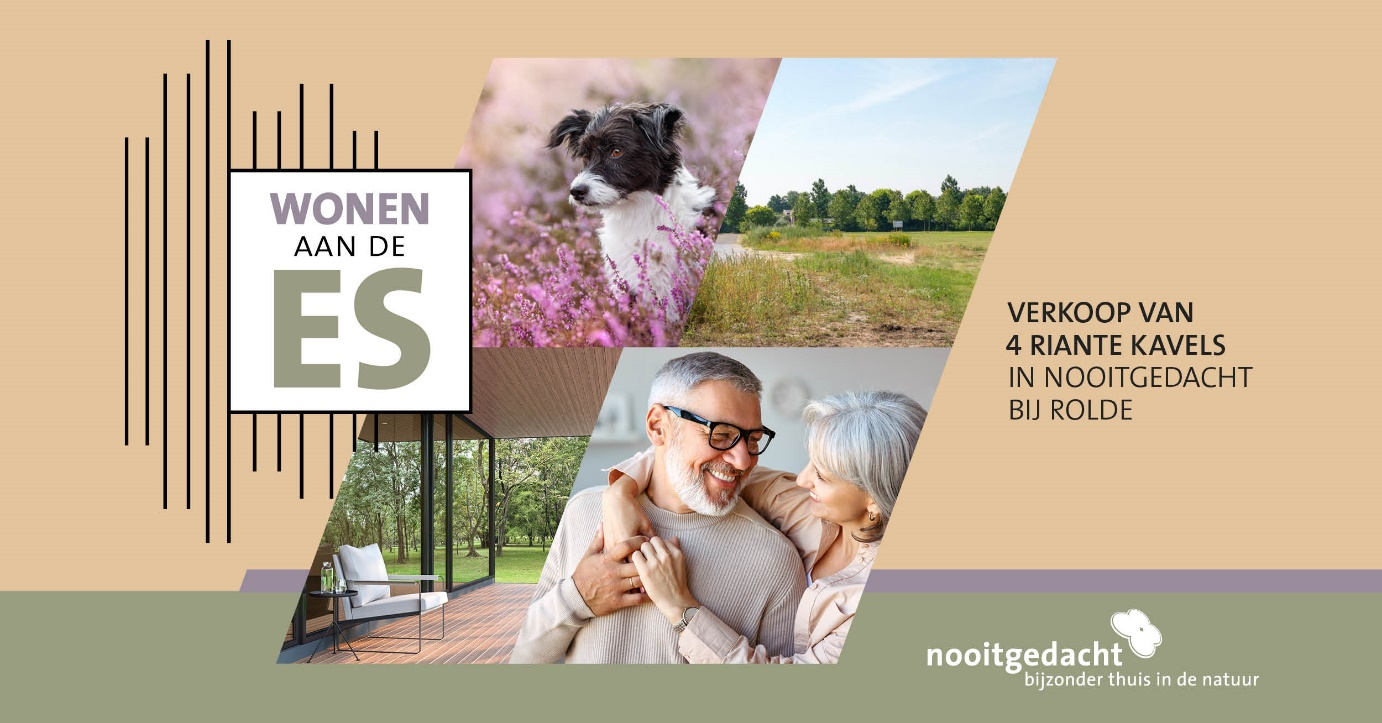 WONEN
AAN DE
ES
VERKOOP VAN
4 RIANTE KAVELS
IN NOOITGEDACHT
BIJ ROLDE
nooitgedacht
bijzonder thuis in de natuur